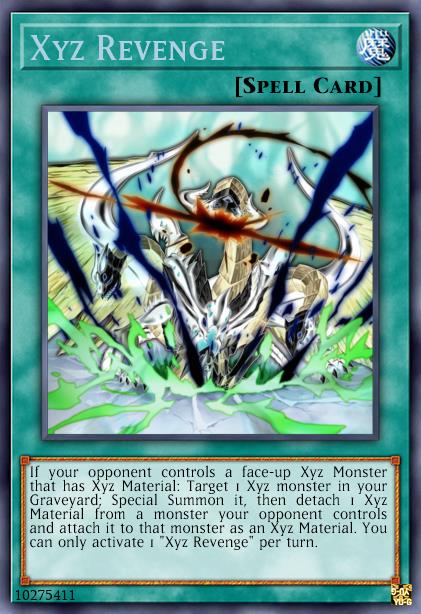 Xyz Revenge
魔
[Spell Card]
If your opponent controls a face-up Xyz Monster
that has Xyz Material: Target 1 Xyz monster in your
Graveyard; Special Summon it, then detach 1 Xyz
Material from a monster your opponent controls
and attach it to that monster as an Xyz Material. You
can only activate 1 "Xyz Revenge" per turn.
10275411